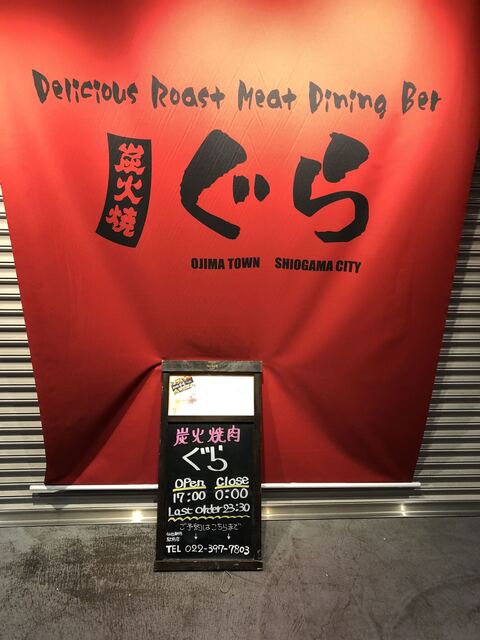 Delicious Roast Meat Dining Ber
炭火焼
ぐら
OJIMA TOWN SHIOGAMA CITY
炭火焼肉
ぐら
Open Close
17:00 0:00
Last order 23:30
ご予約はこちらまで
TEL 022-397-7803